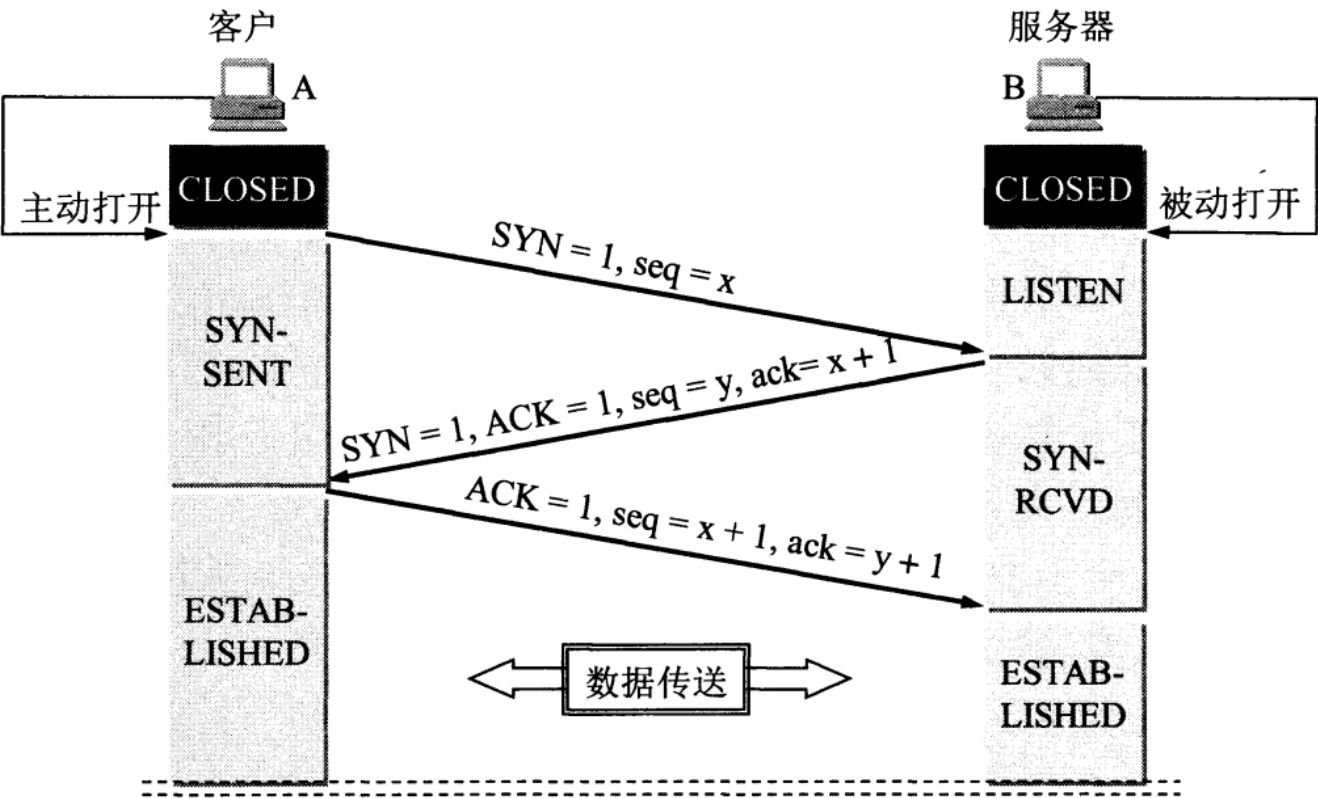 客户
服务器
A
B
CLOSED
CLOSED
主动打开
被动打开
SYN = 1, seq = x
LISTEN
SYN-
SENT
SYN = 1, ACK = 1, seq = y, ack= x + 1
SYN-
RCVD
ACK = 1, seq = x + 1, ack = y + 1
ESTAB-
LISHED
数据传送
ESTAB-
LISHED